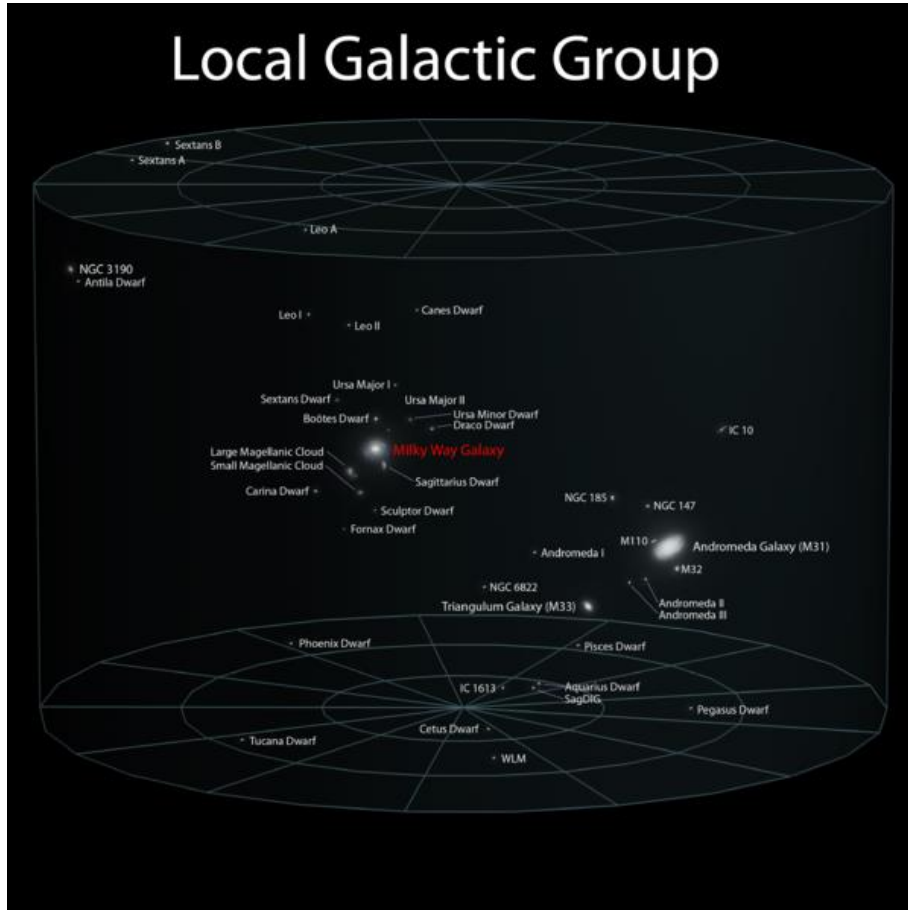 Local Galactic Group
Sextans B
Sextans A
Leo A
NGC 3190
Antila Dwarf
Canes Dwarf
Leo I
Leo II
Ursa Major I
Sextans Dwarf
Ursa Major II
Boötes Dwarf
Ursa Minor Dwarf
Draco Dwarf
IC 10
Milky Way Galaxy
Large Magellanic Cloud
Small Magellanic Cloud
Sagittarius Dwarf
Carina Dwarf
NGC 185
NGC 147
Sculptor Dwarf
Fornax Dwarf
M110
Andromeda Galaxy (M31)
Andromeda I
M32
NGC 6822
Andromeda II
Triangulum Galaxy (M33)
Andromeda III
Phoenix Dwarf
Pisces Dwarf
IC 1613
Aquarius Dwarf
SagDIG
Pegasus Dwarf
Cetus Dwarf
Tucana Dwarf
WLM